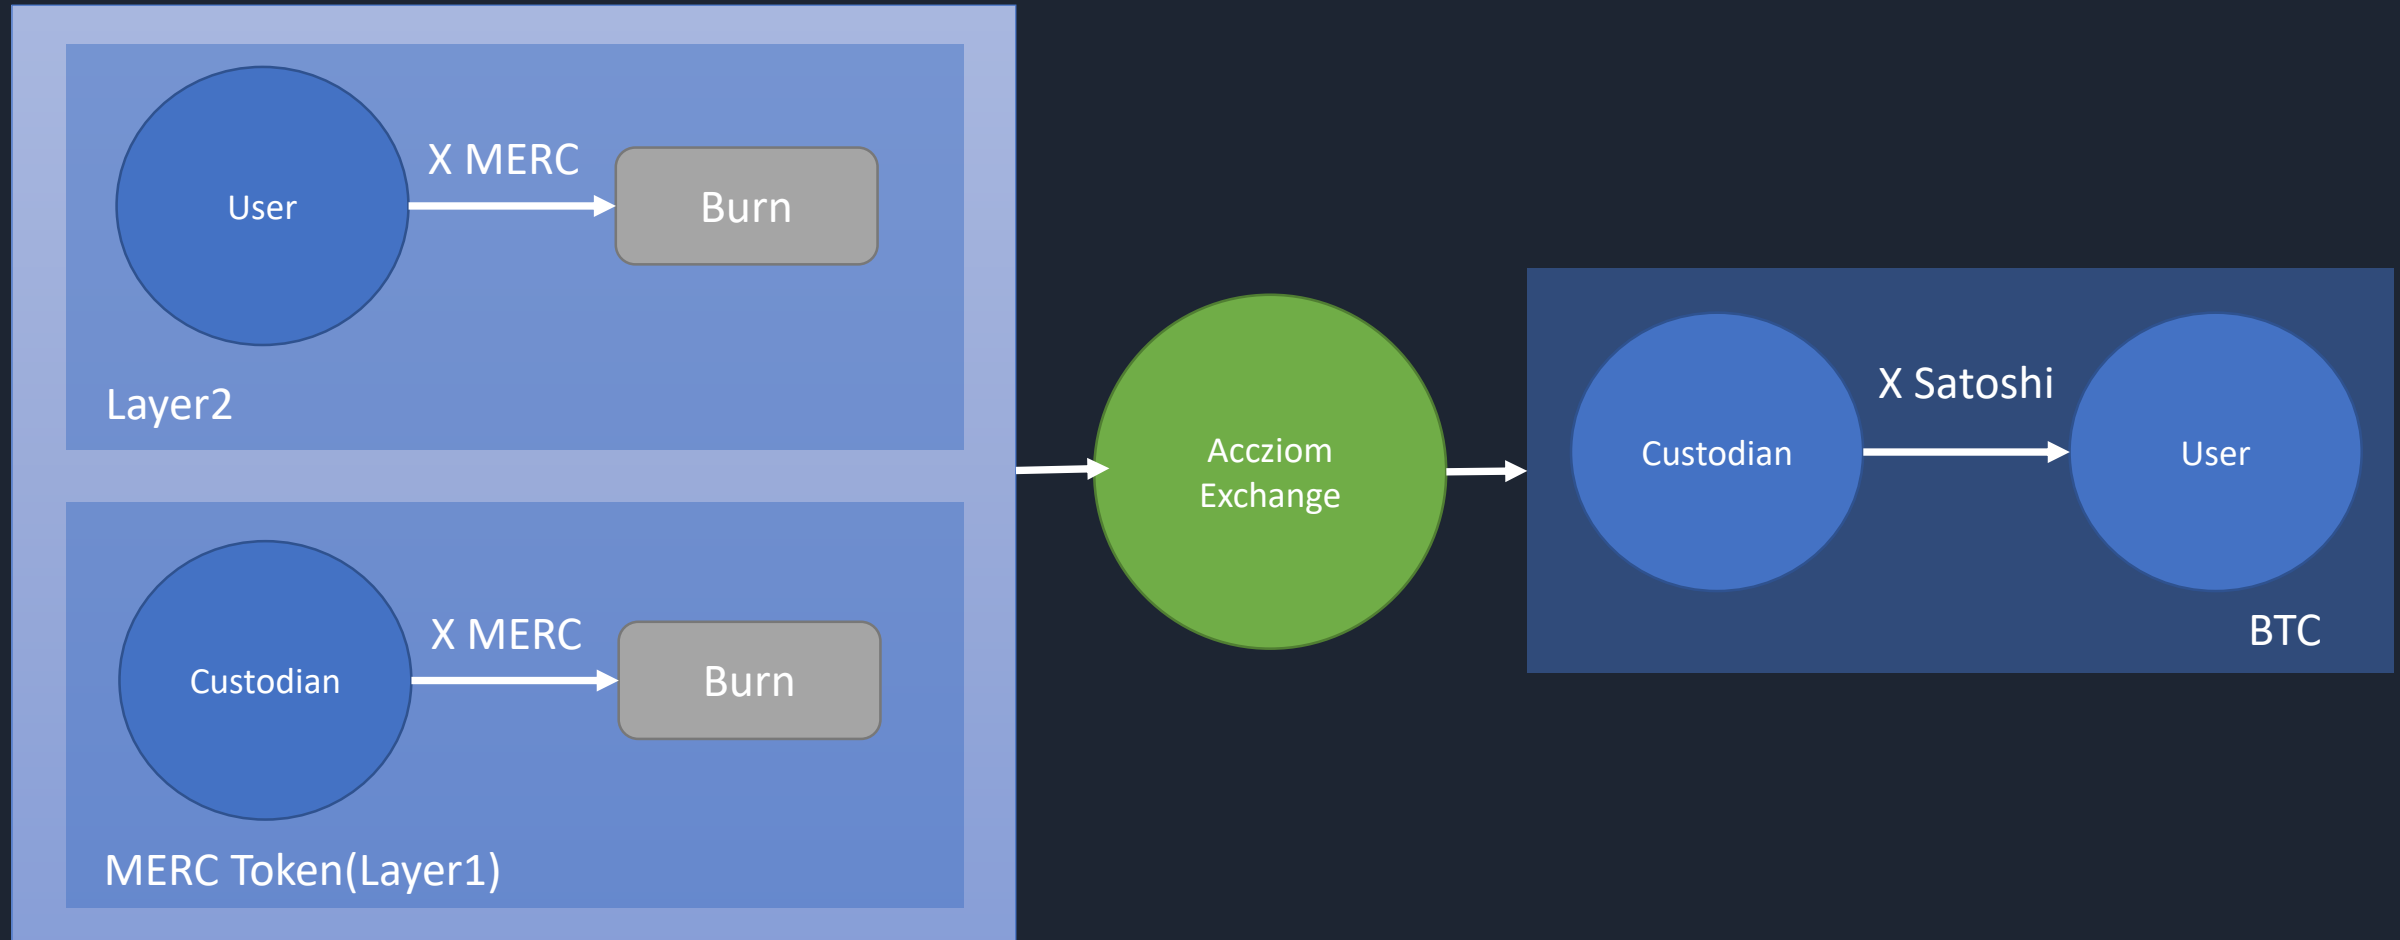 User
X MERC
Burn
Layer2
Custodian
X MERC
Burn
MERC Token(Layer1)
Accziom
Exchange
Custodian
X Satoshi
User
BTC